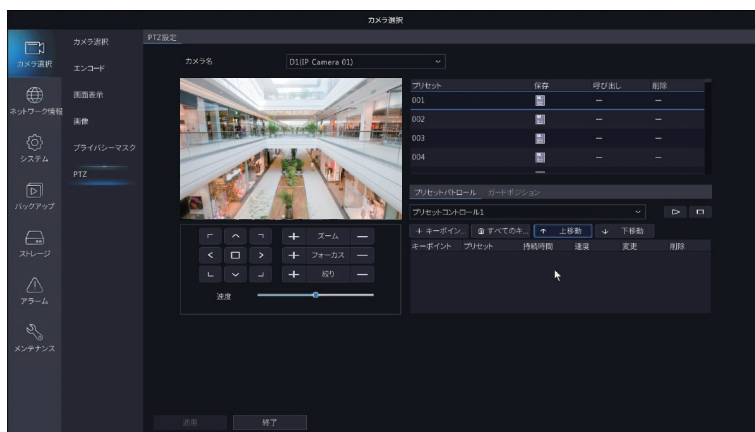 カメラ選択
カメラ選択
ネットワーク情報
システム
バックアップ
ストレージ
アラーム
メンテナンス
カメラ選択
エンコード
画面表示
画像
プライバシーマスク
PTZ
PTZ設定
カメラ名 D1(IP Camera 01)
ズーム
フォーカス
絞り
速度
プリセット 保存 呼び出し 削除
001
002
003
004
プリセットパトロール ガードポジション
プリセットコントロール1
キーポイン... すべてのキ... 上移動 下移動
キーポイント プリセット 持続時間 速度 変更 削除
適用 終了